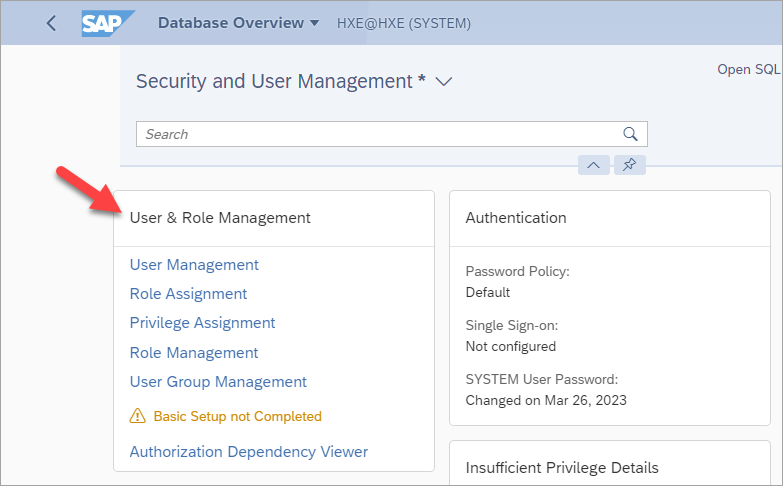 SAP Database Overview HXE@HXE (SYSTEM)
Security and User Management *
Open SQL
Search
User & Role Management
User Management
Role Assignment
Privilege Assignment
Role Management
User Group Management
Basic Setup not Completed
Authorization Dependency Viewer
Authentication
Password Policy:
Default
Single Sign-on:
Not configured
SYSTEM User Password:
Changed on Mar 26, 2023
Insufficient Privilege Details